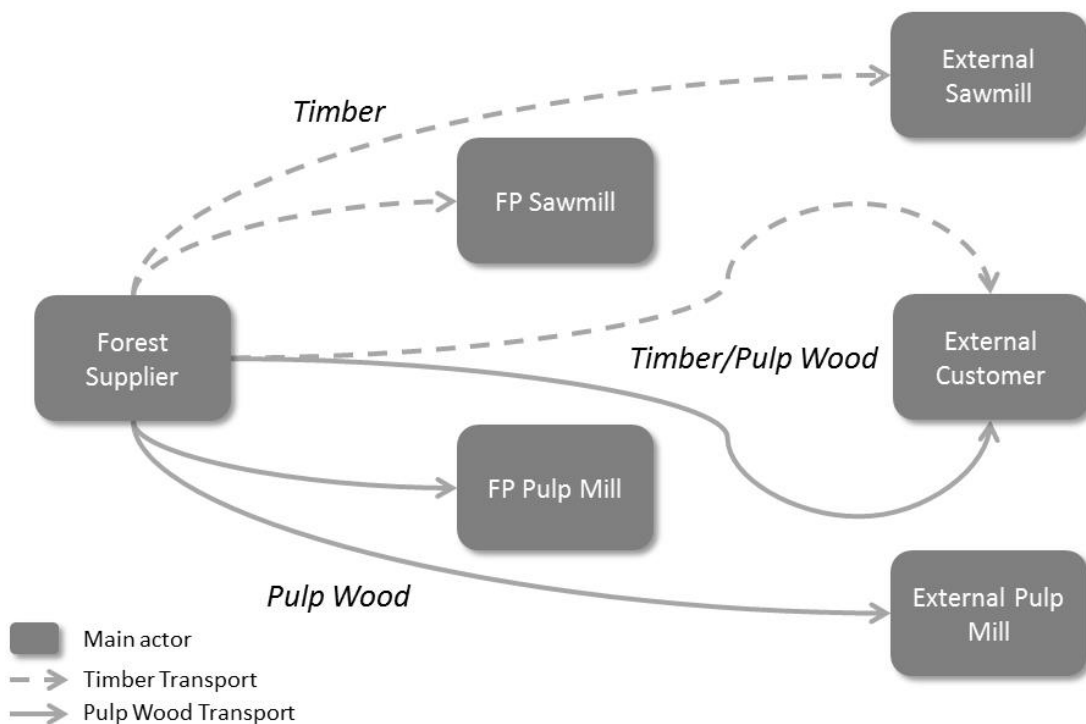 External
Sawmill
Timber
FP Sawmill
Forest
Supplier
Timber/Pulp Wood
External
Customer
FP Pulp Mill
Pulp Wood
External Pulp
Mill
Main actor
Timber Transport
Pulp Wood Transport